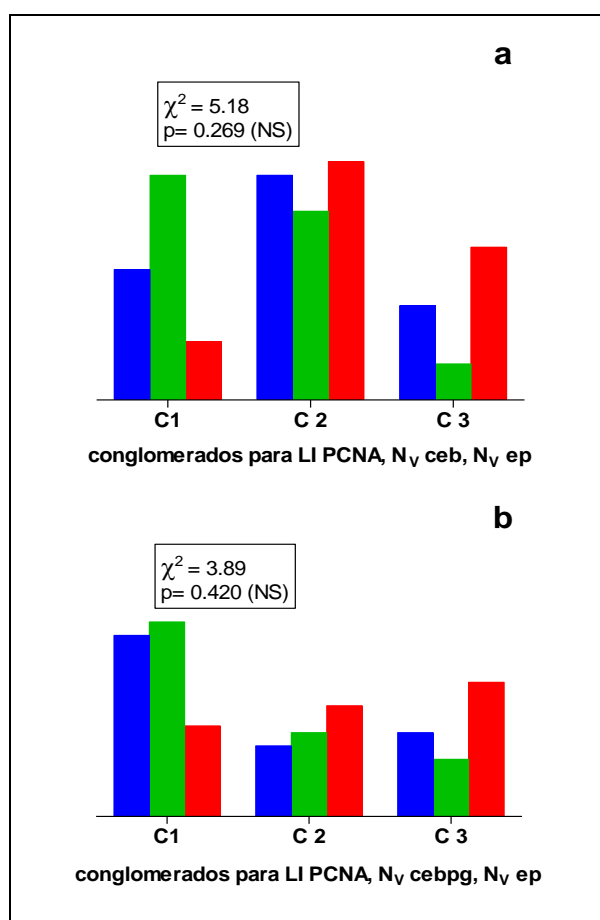 a
χ² = 5.18
p= 0.269 (NS)
C1 C 2 C 3
conglomerados para LI PCNA, N_V ceb, N_V ep
b
χ² = 3.89
p= 0.420 (NS)
C1 C 2 C 3
conglomerados para LI PCNA, N_V cebpg, N_V ep